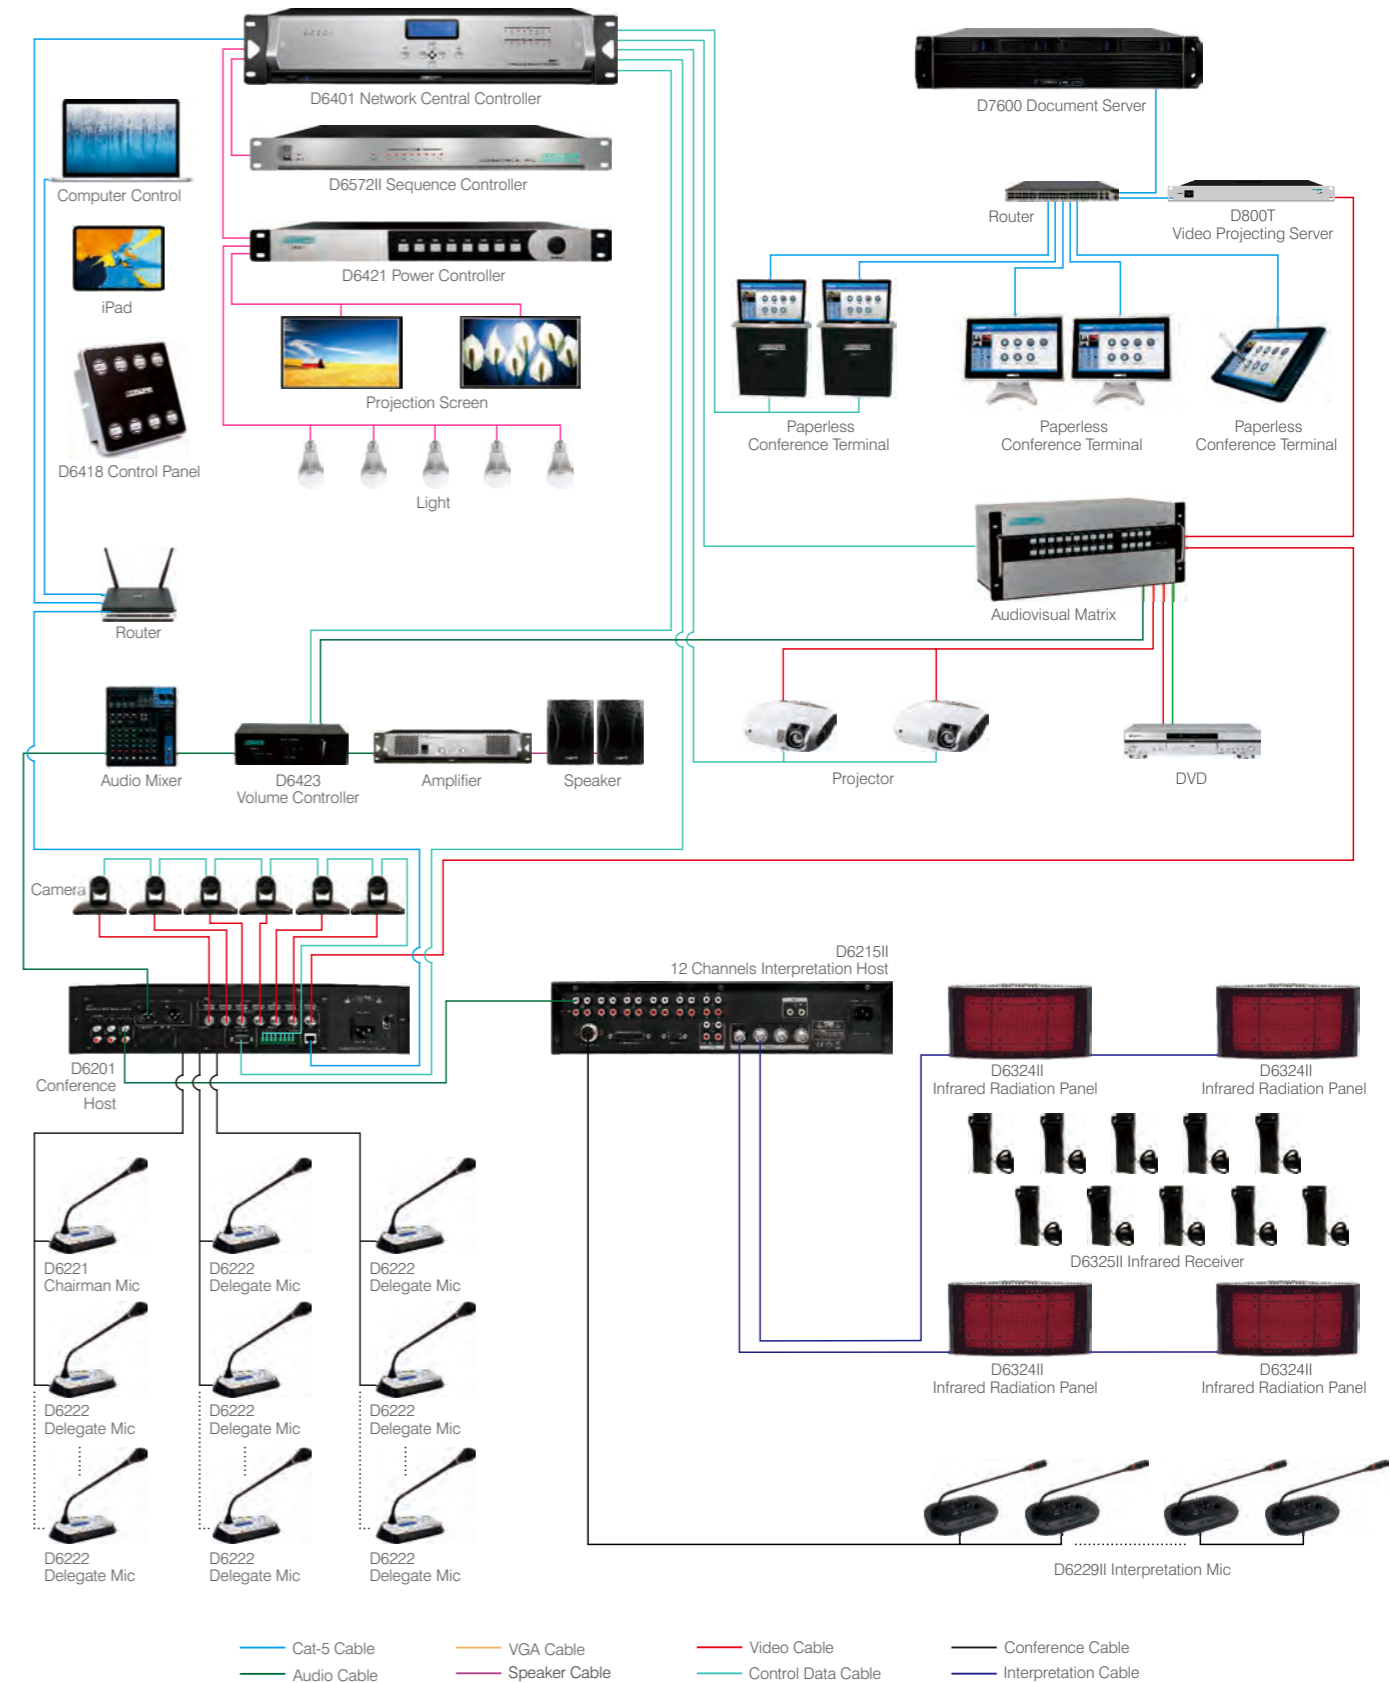 D6401 Network Central Controller
D7600 Document Server
D6572II Sequence Controller
Computer Control
Router
D800T
Video Projecting Server
D6421 Power Controller
iPad
Projection Screen
Paperless
Conference Terminal
Paperless
Conference Terminal
Paperless
Conference Terminal
D6418 Control Panel
Light
Audiovisual Matrix
Router
Audio Mixer
D6423
Volume Controller
Amplifier
Speaker
Projector
DVD
Camera
D6215II
12 Channels Interpretation Host
D6201
Conference
Host
D6324II
Infrared Radiation Panel
D6324II
Infrared Radiation Panel
D6221
Chairman Mic
D6222
Delegate Mic
D6222
Delegate Mic
D6325II Infrared Receiver
D6324II
Infrared Radiation Panel
D6324II
Infrared Radiation Panel
D6222
Delegate Mic
D6222
Delegate Mic
D6222
Delegate Mic
D6222
Delegate Mic
D6222
Delegate Mic
D6222
Delegate Mic
D6229II Interpretation Mic
Cat-5 Cable
VGA Cable
Video Cable
Conference Cable
Audio Cable
Speaker Cable
Control Data Cable
Interpretation Cable